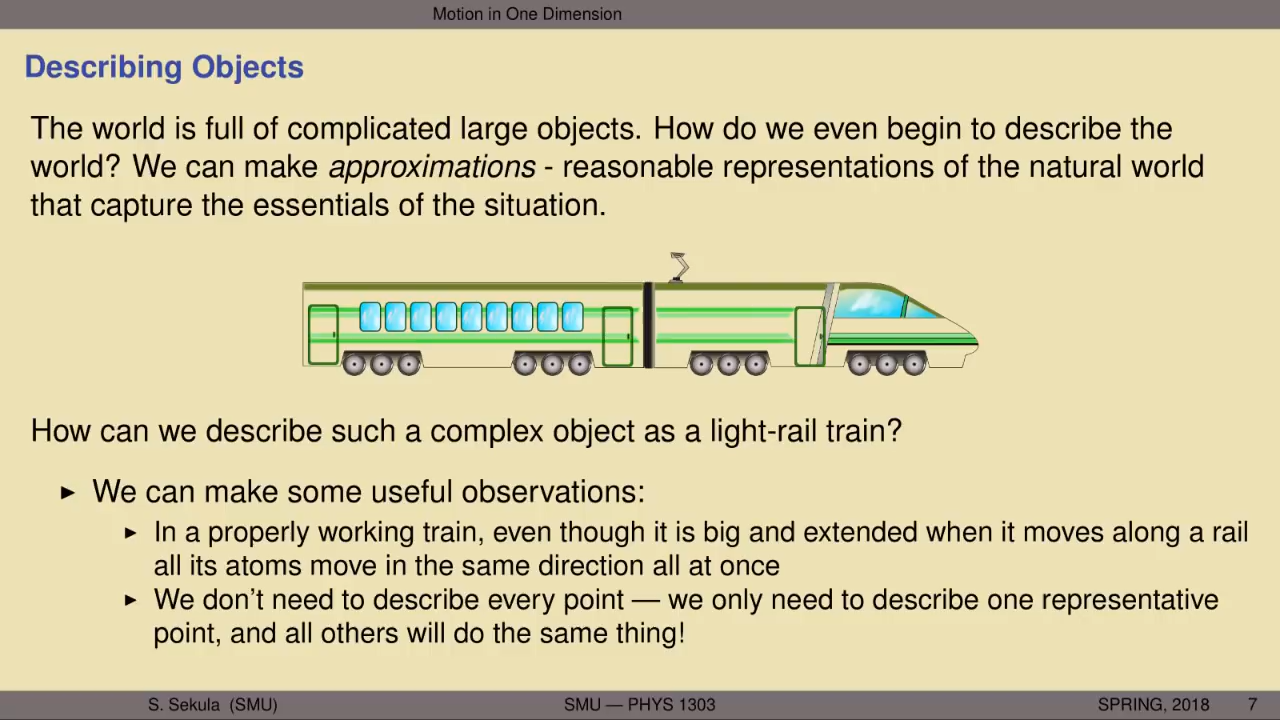 Motion in One Dimension
Describing Objects
The world is full of complicated large objects. How do we even begin to describe the
world? We can make approximations - reasonable representations of the natural world
that capture the essentials of the situation.
How can we describe such a complex object as a light-rail train?
► We can make some useful observations:
► In a properly working train, even though it is big and extended when it moves along a rail
all its atoms move in the same direction all at once
► We don't need to describe every point — we only need to describe one representative
point, and all others will do the same thing!
S. Sekula (SMU) SMU — PHYS 1303 SPRING, 2018 7